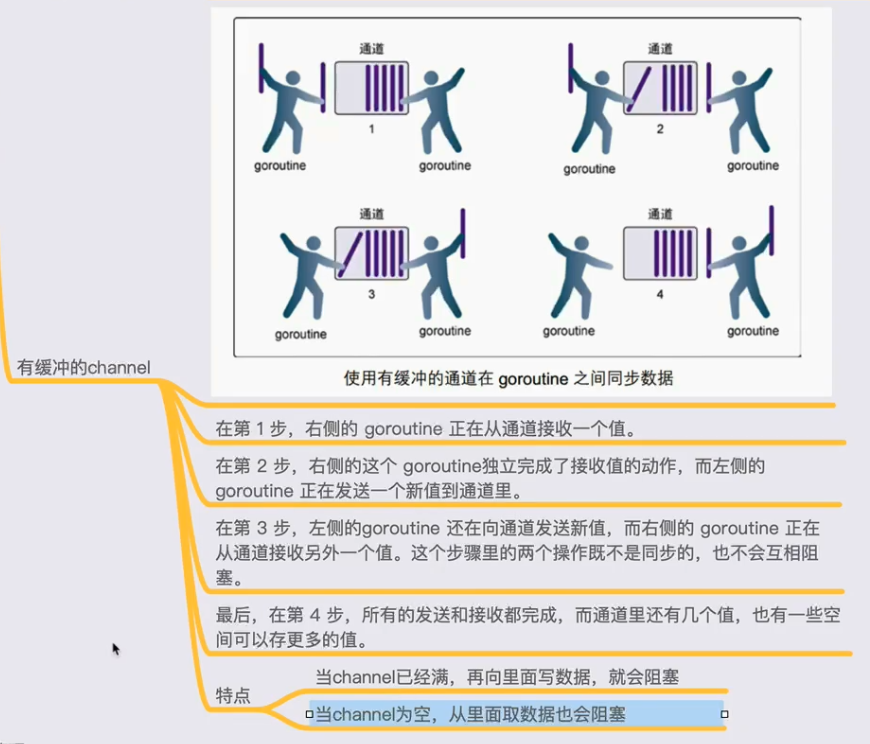 通道
通道
1
2
goroutine
goroutine
goroutine
goroutine
通道
通道
3
4
goroutine
goroutine
goroutine
goroutine
使用有缓冲的通道在 goroutine 之间同步数据
有缓冲的channel
在第 1 步，右侧的 goroutine 正在从通道接收一个值。
在第 2 步，右侧的这个 goroutine独立完成了接收值的动作，而左侧的
goroutine 正在发送一个新值到通道里。
在第 3 步，左侧的goroutine 还在向通道发送新值，而右侧的 goroutine 正在
从通道接收另外一个值。这个步骤里的两个操作既不是同步的，也不会互相阻
塞。
最后，在第 4 步，所有的发送和接收都完成，而通道里还有几个值，也有一些空
间可以存更多的值。
特点
当channel已经满，再向里面写数据，就会阻塞
当channel为空，从里面取数据也会阻塞